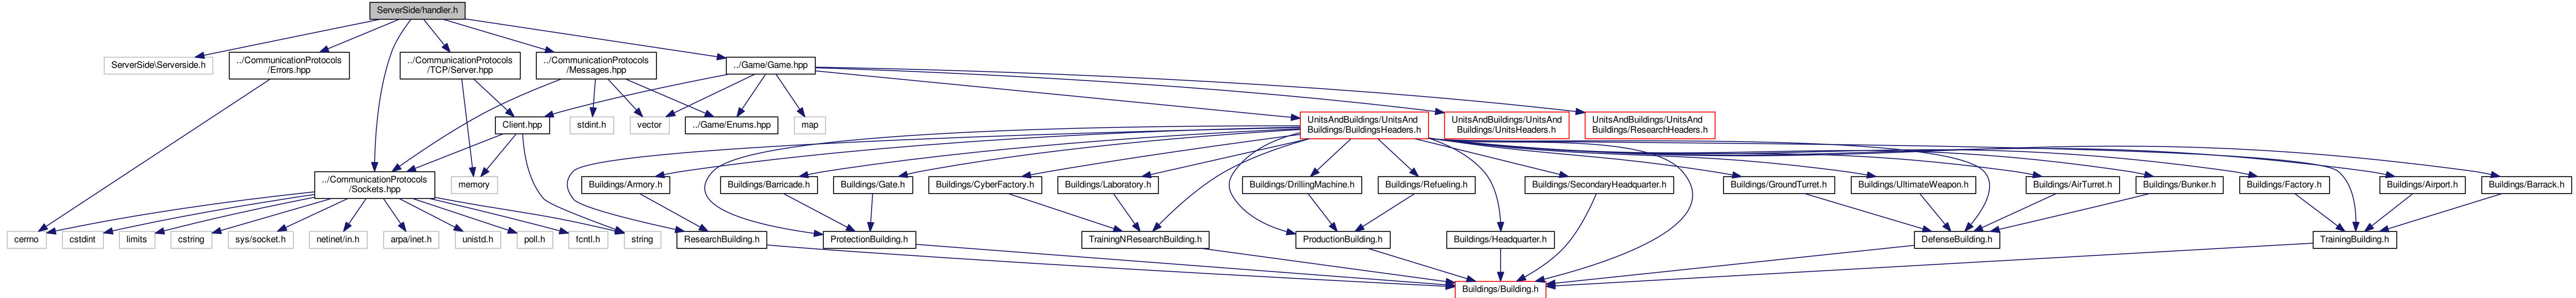 ServerSide/handler.h
ServerSide\Serverside.h
../CommunicationProtocols
/Errors.hpp
../CommunicationProtocols
/TCP/Server.hpp
../CommunicationProtocols
/Messages.hpp
../Game/Game.hpp
Client.hpp
stdint.h
vector
../Game/Enums.hpp
map
UnitsAndBuildings/UnitsAnd
Buildings/BuildingsHeaders.h
UnitsAndBuildings/UnitsAnd
Buildings/UnitsHeaders.h
UnitsAndBuildings/UnitsAnd
Buildings/ResearchHeaders.h
../CommunicationProtocols
/Sockets.hpp
memory
Buildings/Armory.h
Buildings/Barricade.h
Buildings/Gate.h
Buildings/CyberFactory.h
Buildings/Laboratory.h
Buildings/DrillingMachine.h
Buildings/Refueling.h
Buildings/SecondaryHeadquarter.h
Buildings/GroundTurret.h
Buildings/UltimateWeapon.h
Buildings/AirTurret.h
Buildings/Bunker.h
Buildings/Factory.h
Buildings/Airport.h
Buildings/Barrack.h
cerrno
cstdint
limits
cstring
sys/socket.h
netinet/in.h
arpa/inet.h
unistd.h
poll.h
fcntl.h
string
ResearchBuilding.h
ProtectionBuilding.h
TrainingNResearchBuilding.h
ProductionBuilding.h
Buildings/Headquarter.h
DefenseBuilding.h
TrainingBuilding.h
Buildings/Building.h